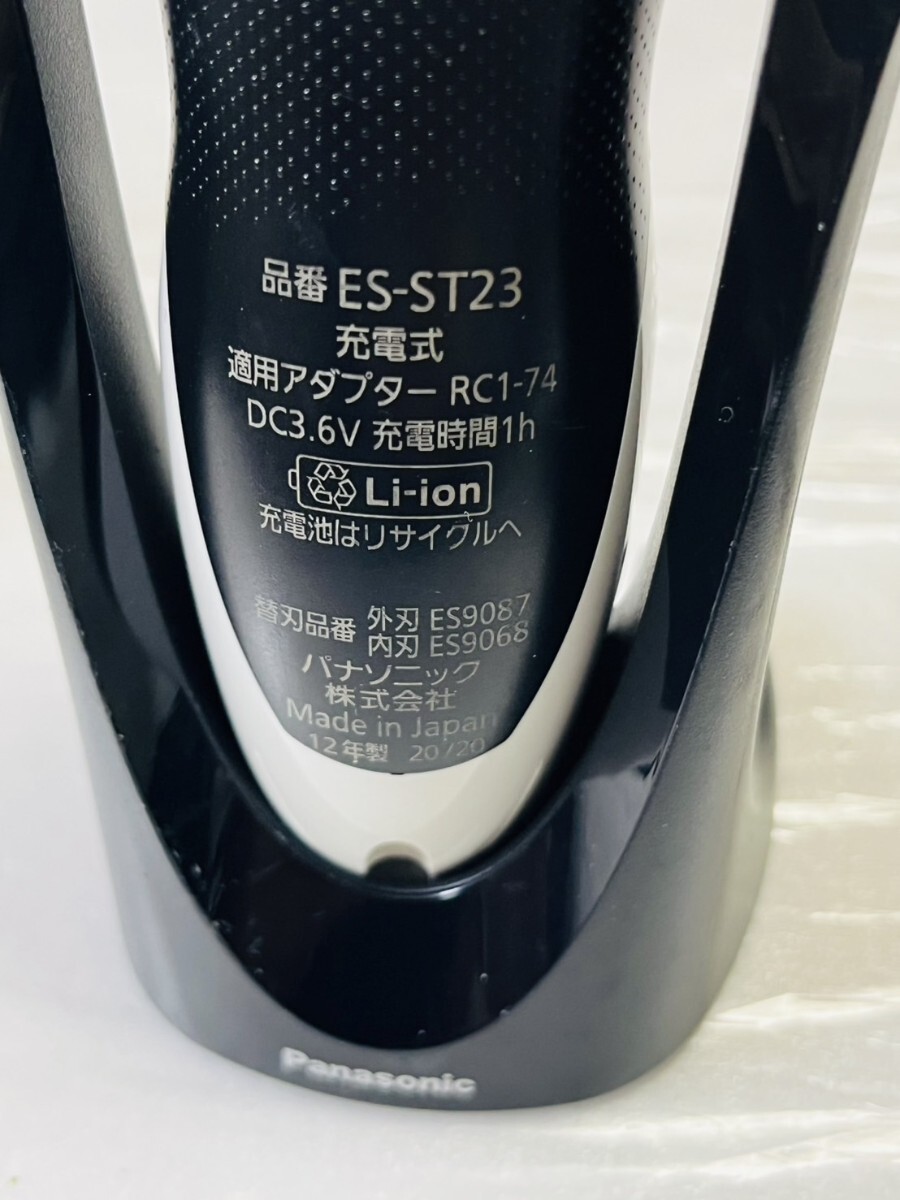 品番 ES-ST23
充電式
適用アダプター RC1-74
DC3.6V 充電時間1h
Li-ion
充電池はリサイクルへ
替刃品番 外刃 ES9087
内刃 ES9068
パナソニック
株式会社
Made in Japan
12年製 20/20
Panasonic